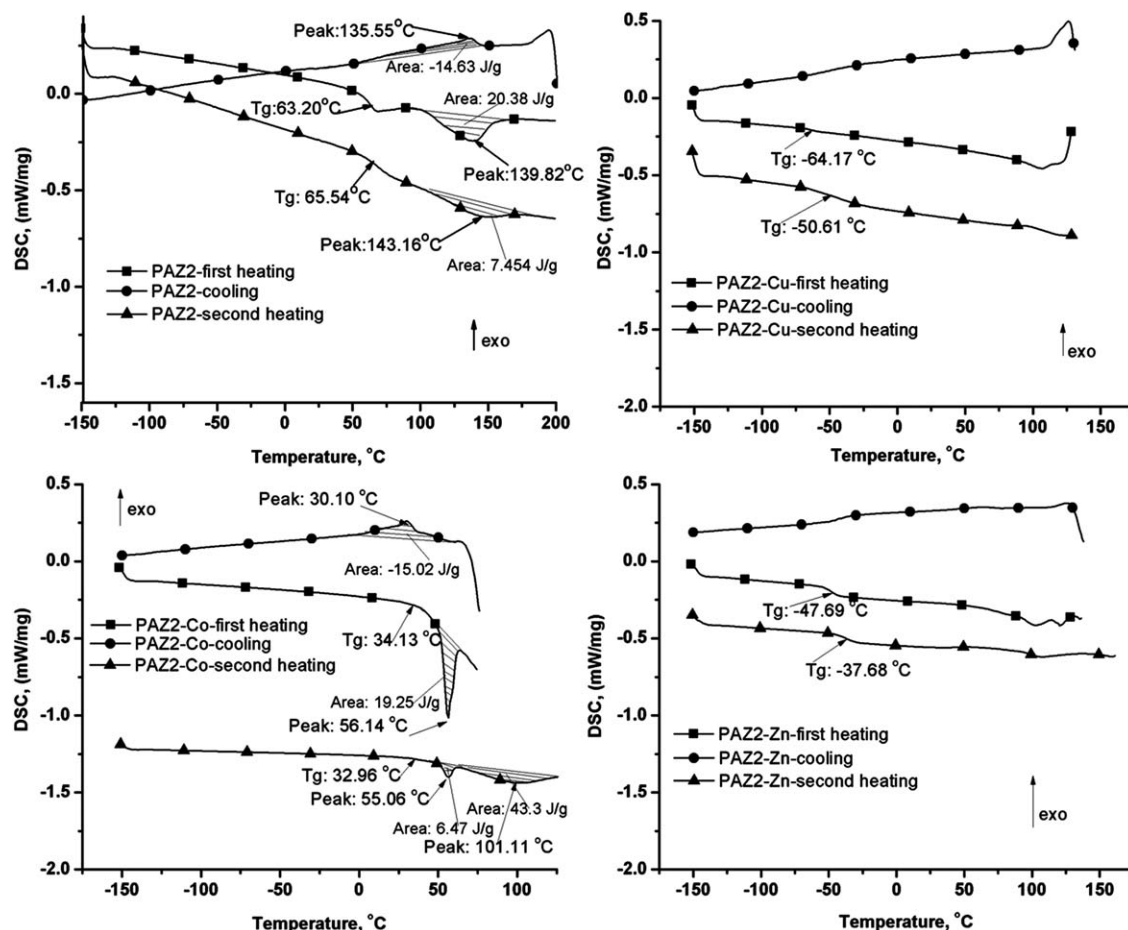 0.5
0.0
-0.5
-1.0
-1.5
DSC, (mW/mg)
Peak:135.55°C
Area: -14.63 J/g
Tg:63.20°C
Area: 20.38 J/g
Peak:139.82°C
Tg: 65.54°C
Peak:143.16°C
Area: 7.454 J/g
PAZ2-first heating
PAZ2-cooling
PAZ2-second heating
exo
-150 -100 -50 0 50 100 150 200
Temperature, °C
0.5
0.0
-0.5
-1.0
-1.5
-2.0
DSC, (mW/mg)
Tg: -64.17 °C
Tg: -50.61 °C
PAZ2-Cu-first heating
PAZ2-Cu-cooling
PAZ2-Cu-second heating
exo
-150 -100 -50 0 50 100 150
Temperature, °C
0.5
0.0
-0.5
-1.0
-1.5
-2.0
DSC, (mW/mg)
exo
Peak: 30.10 °C
Area: -15.02 J/g
PAZ2-Co-first heating
PAZ2-Co-cooling
PAZ2-Co-second heating
Tg: 34.13 °C
Area: 19.25 J/g
Peak: 56.14 °C
Tg: 32.96 °C
Peak: 55.06 °C
Area: 43.3 J/g
Area: 6.47 J/g
Peak: 101.11 °C
-150 -100 -50 0 50 100
Temperature, °C
0.5
0.0
-0.5
-1.0
-1.5
-2.0
DSC, (mW/mg)
Tg: -47.69 °C
Tg: -37.68 °C
PAZ2-Zn-first heating
PAZ2-Zn-cooling
PAZ2-Zn-second heating
exo
-150 -100 -50 0 50 100 150
Temperature, °C